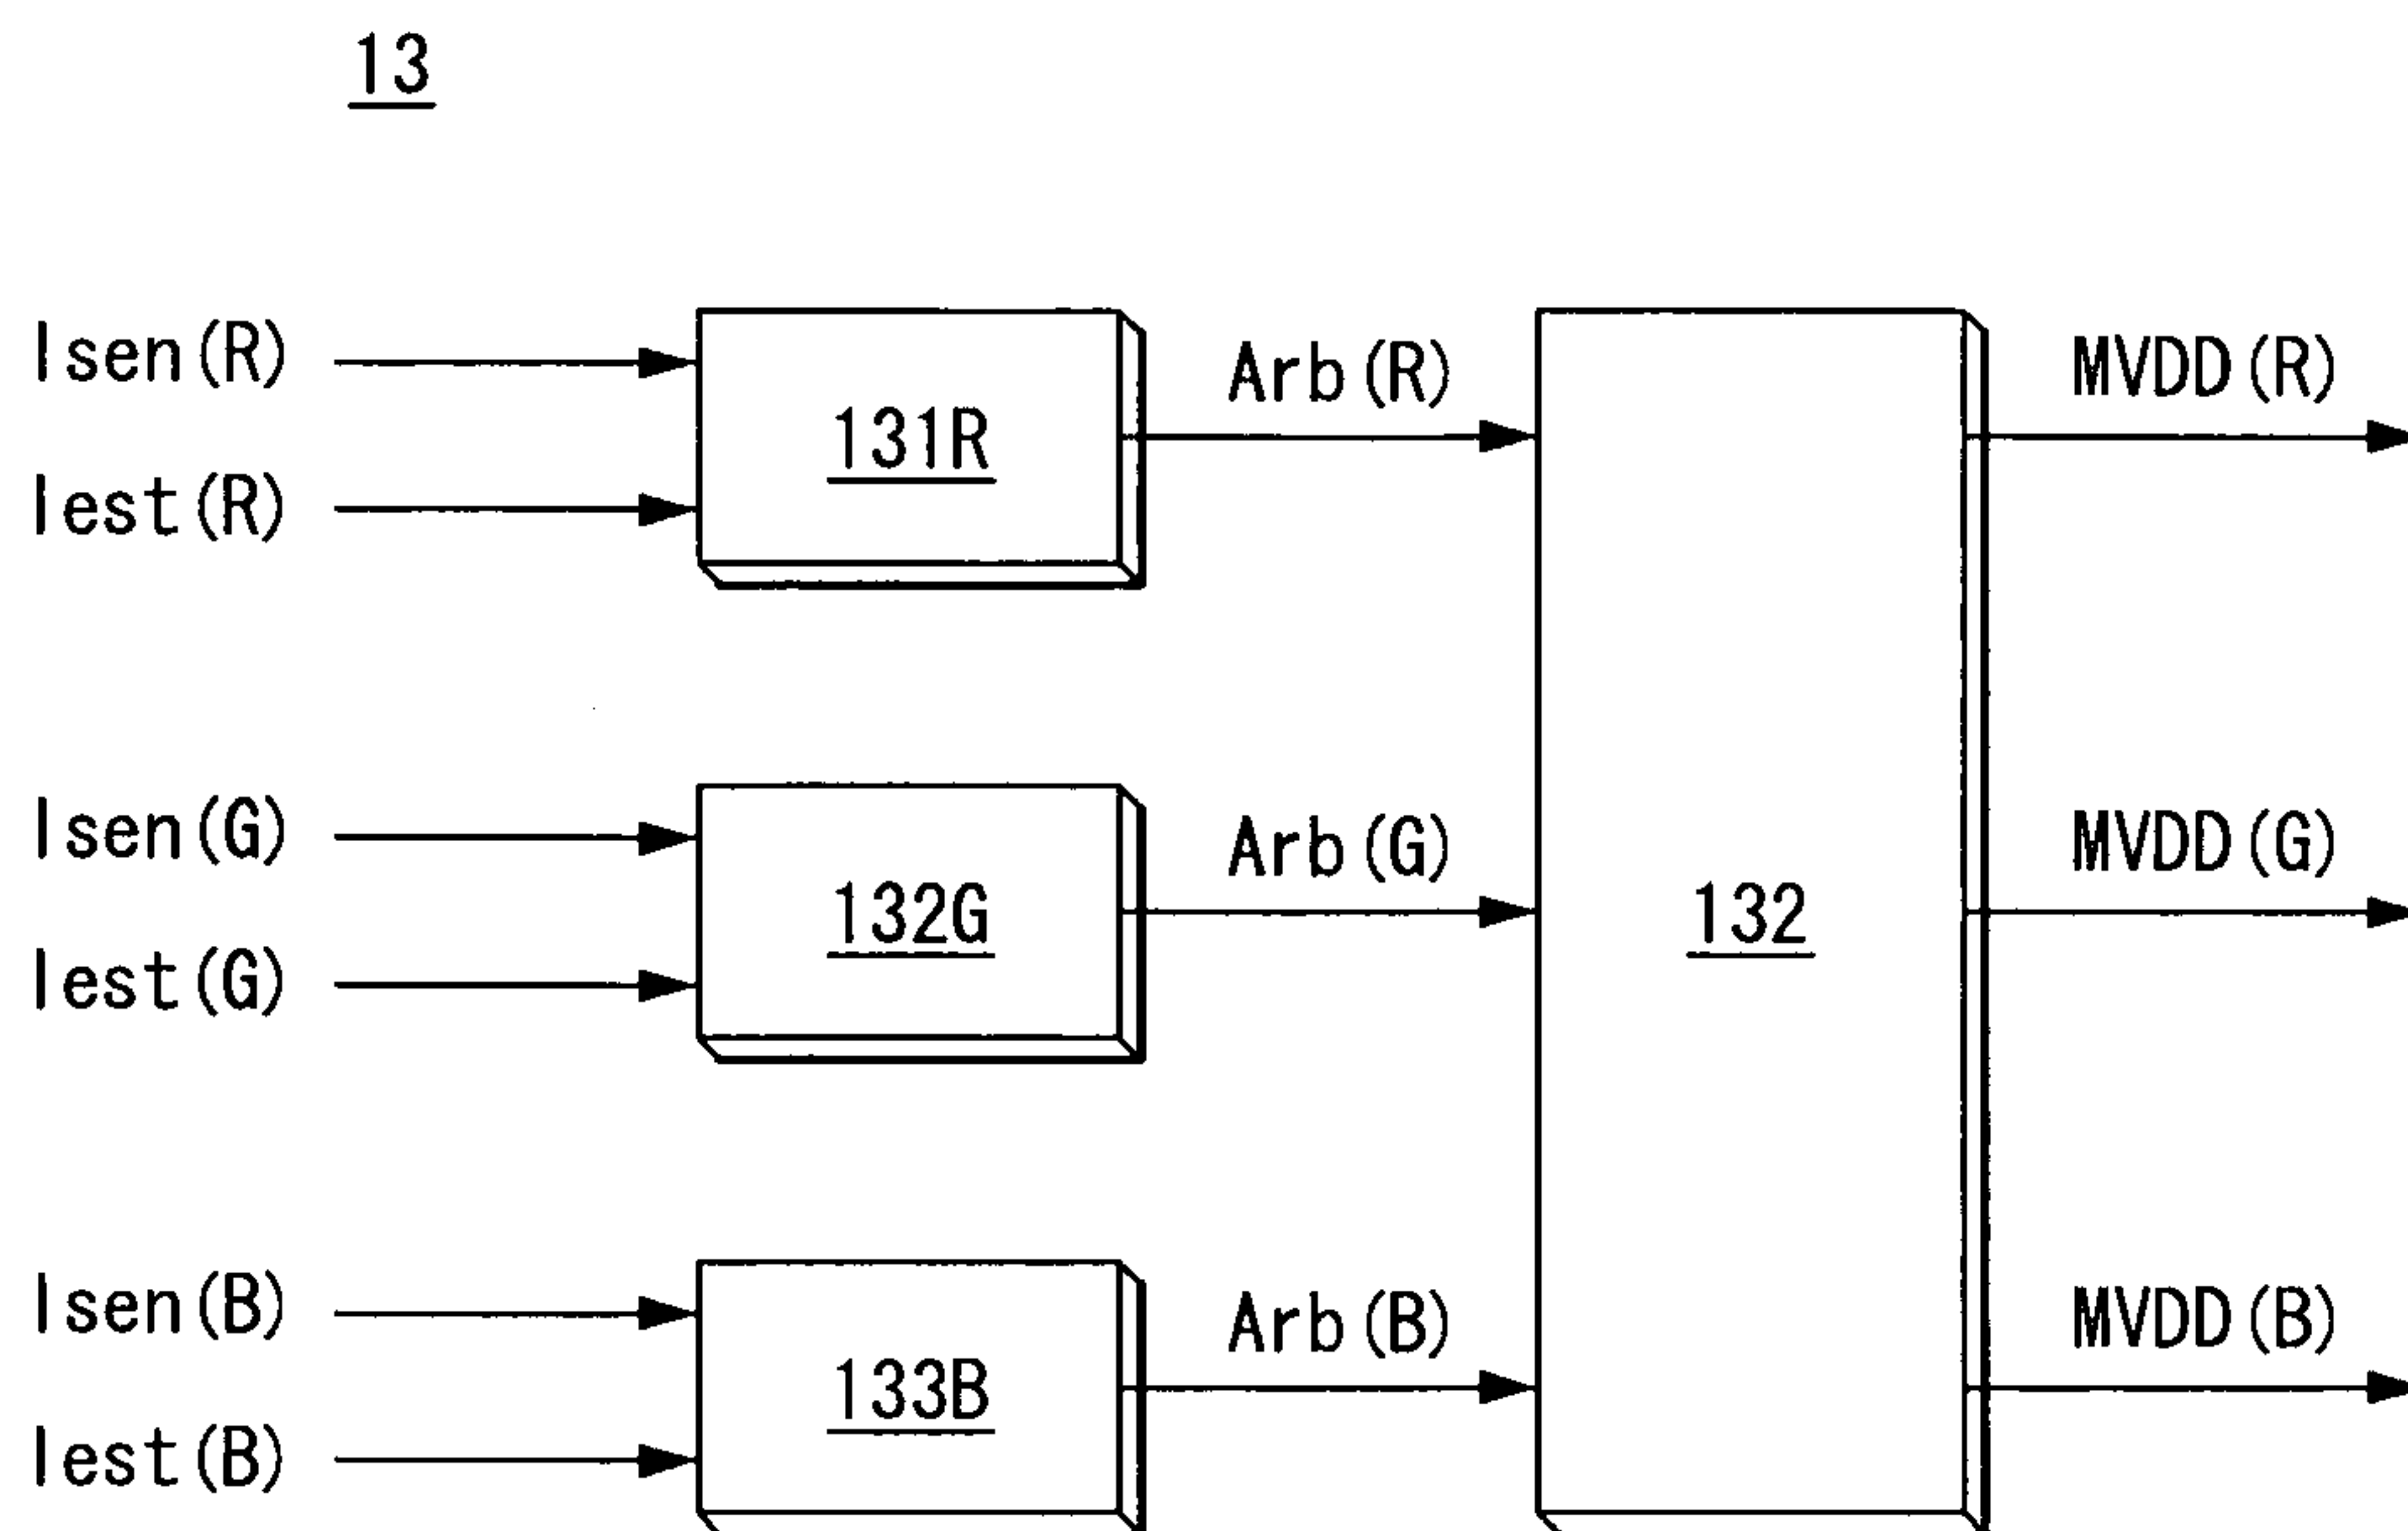 13
Isen(R)
Iest(R)
131R
Arb(R)
MVDD(R)
Isen(G)
Iest(G)
132G
Arb(G)
132
MVDD(G)
Isen(B)
Iest(B)
133B
Arb(B)
MVDD(B)